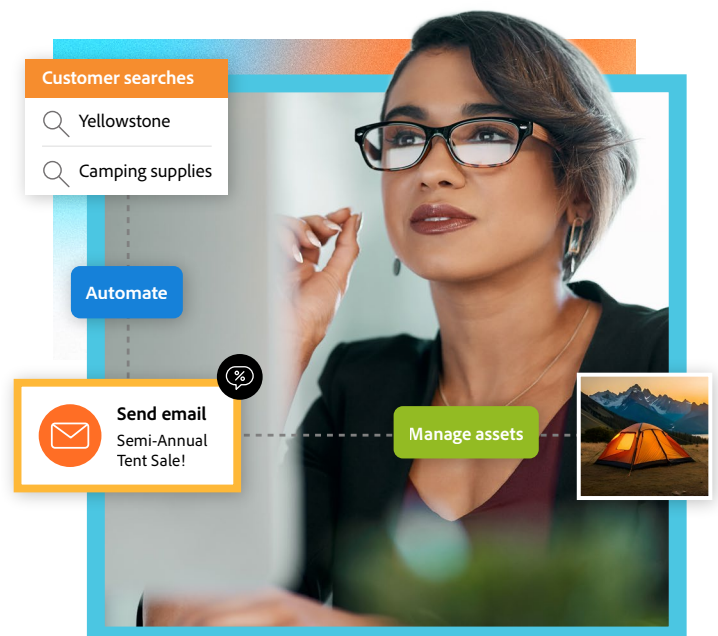 Customer searches
Yellowstone
Camping supplies
Automate
%
Send email
Semi-Annual
Tent Sale!
Manage assets